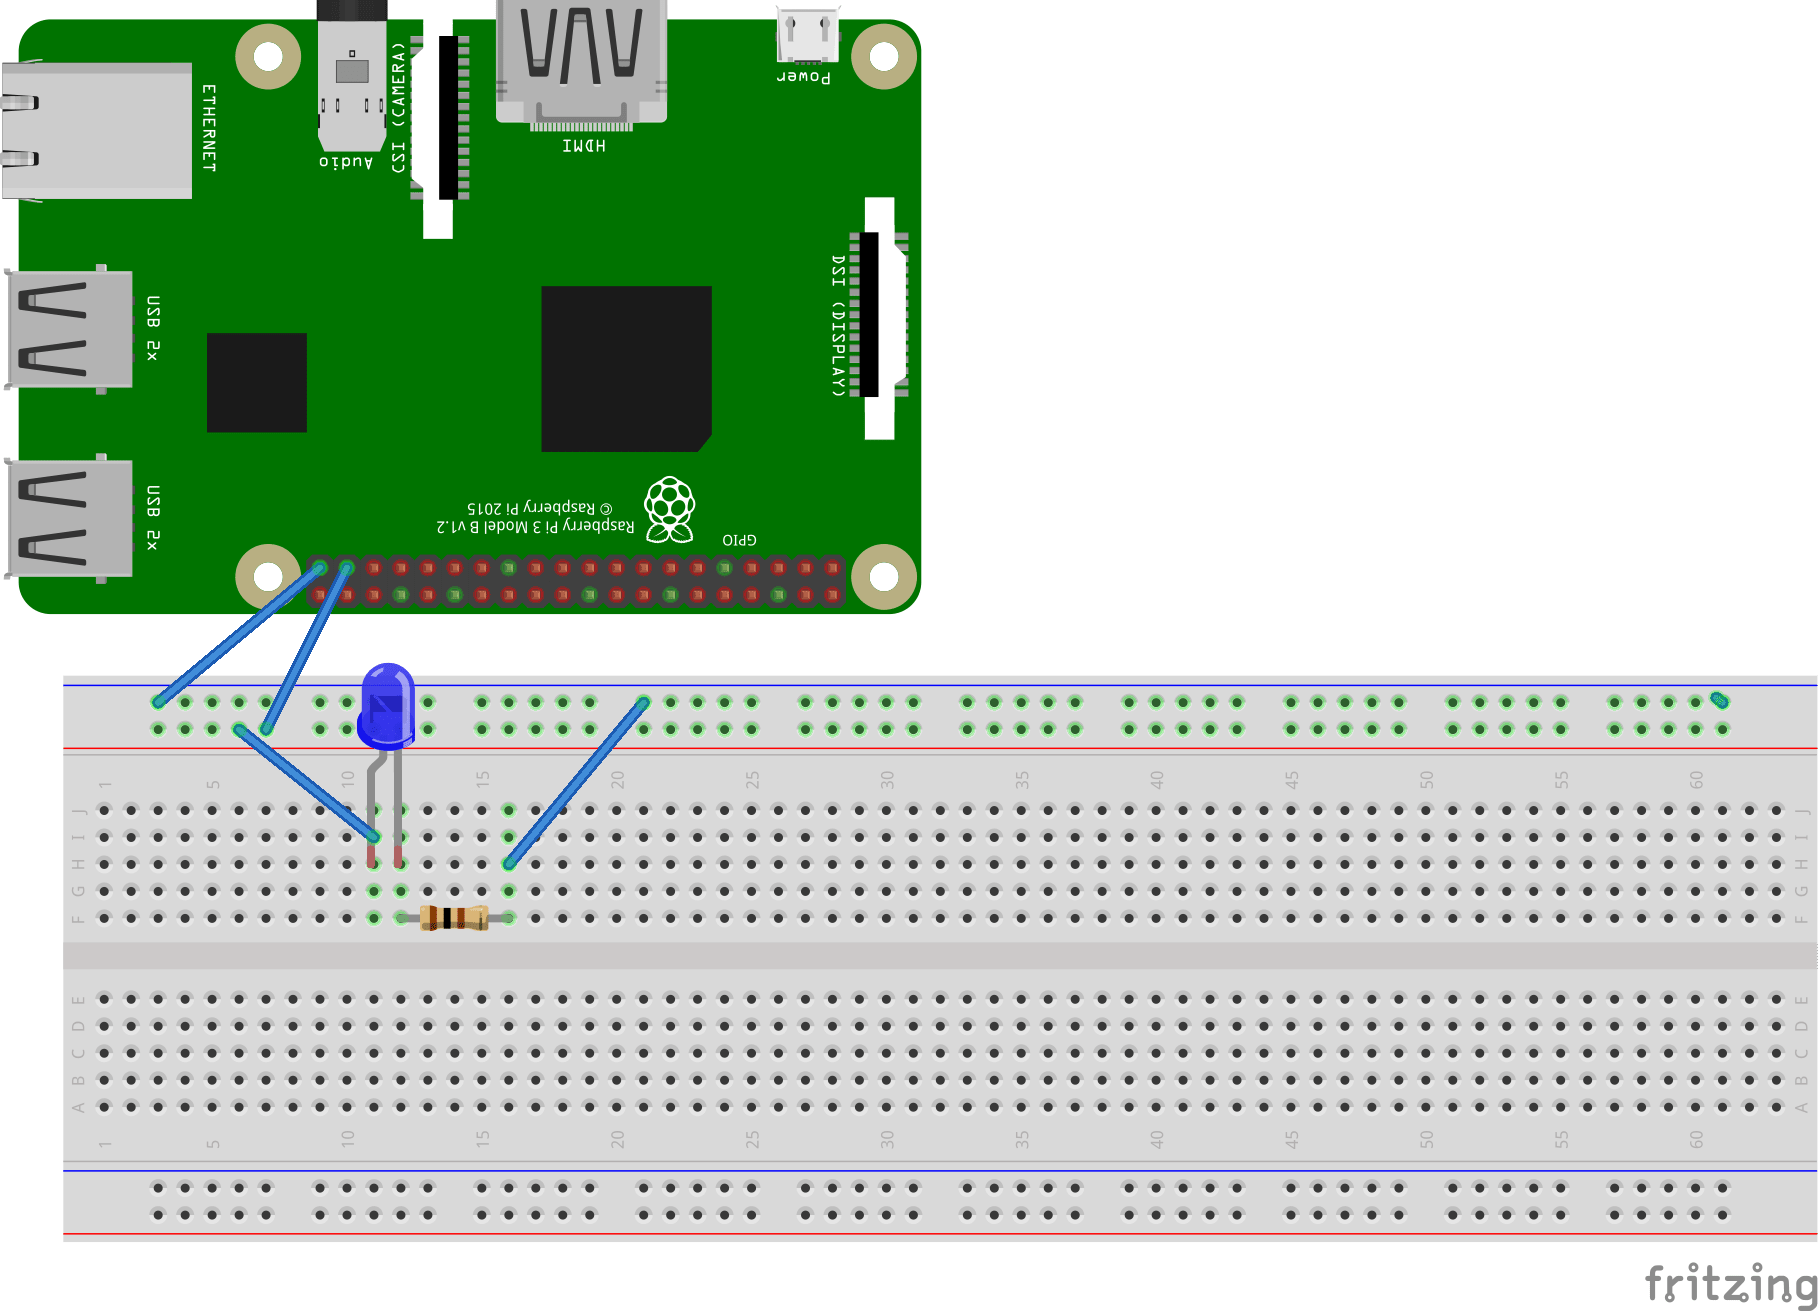 ETHERNET
Audio
CSI (CAMERA)
HDMI
Power
DSI (DISPLAY)
USB 2x
USB 2x
Raspberry Pi 3 Model B v1.2
© Raspberry Pi 2015
GPIO
1 5 10 15 20 25 30 35 40 45 50 55 60
J J
I I
H H
G G
F F
E E
D D
C C
B B
A A
1 5 10 15 20 25 30 35 40 45 50 55 60
fritzing